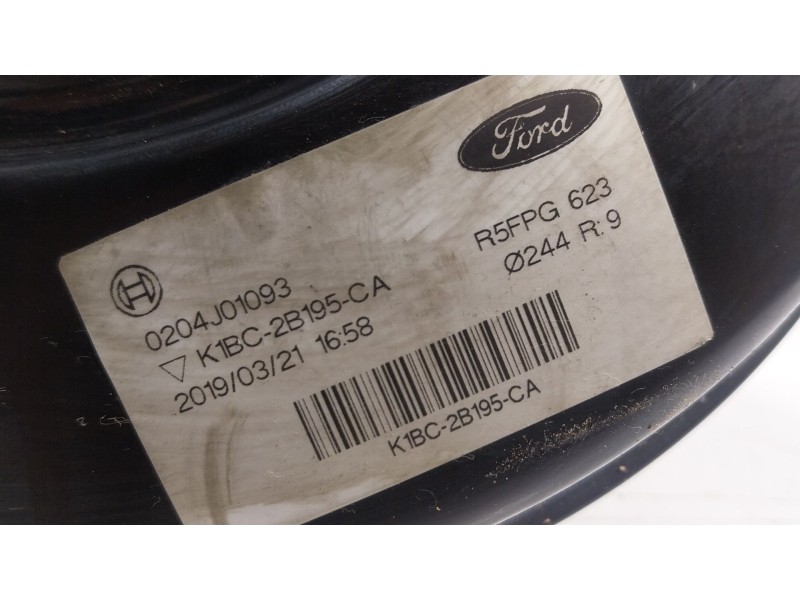 Ford
R5FPG 623
Ø244 R: 9
0204J01093
▽ K1BC-2B195-CA
2019/03/21 16:58
K1BC-2B195-CA